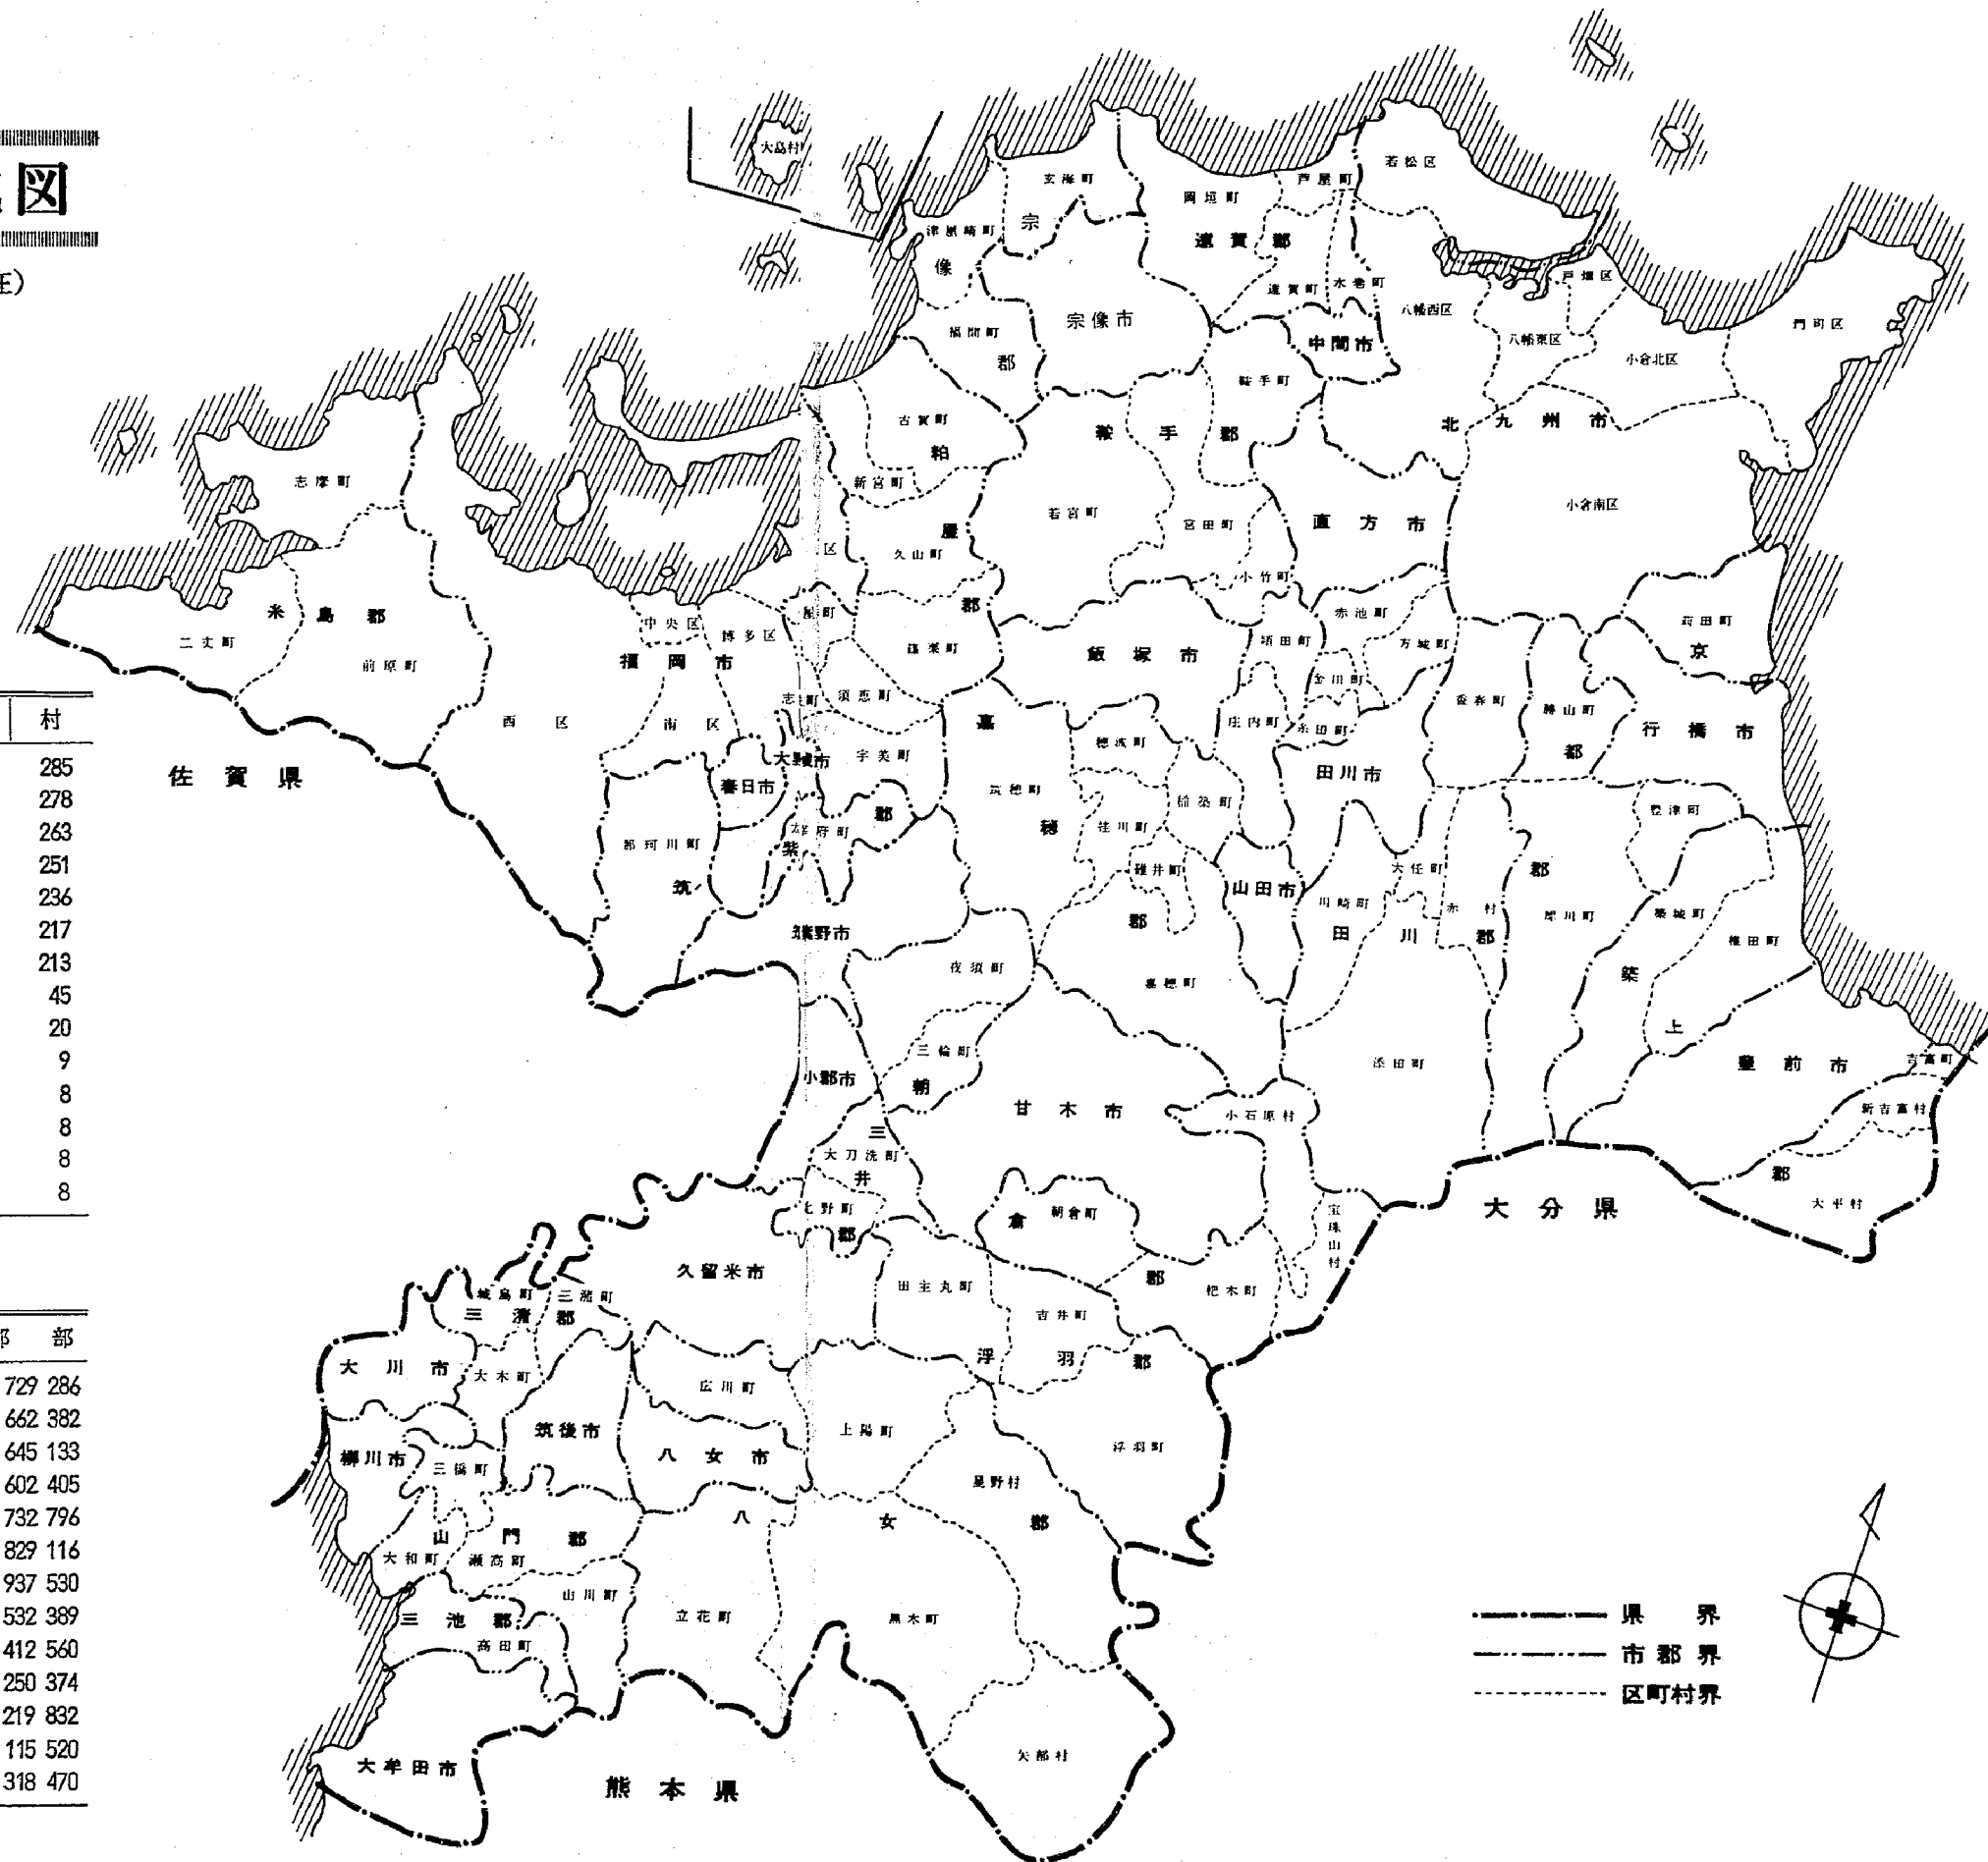 図
村
285
278
263
251
236
217
213
45
20
9
8
8
8
8
部
729 286
662 382
645 133
602 405
732 796
829 116
937 530
532 389
412 560
250 374
219 832
115 520
318 470
大島村
玄海町
岡垣町
芦屋町
若松区
津屋崎町
宗
像
郡
遠賀郡
遠賀町
水巻町
戸畑区
門司区
福間町
宗像市
中間市
八幡西区
八幡東区
小倉北区
鞍手町
古賀町
粕
屋
郡
鞍手郡
北九州市
志摩町
新宮町
若宮町
宮田町
直方市
小倉南区
区
久山町
小竹町
糸島郡
二丈町
前原町
中央区
博多区
屋町
篠栗町
飯塚市
頴田町
赤池町
方城町
苅田町
京
都
郡
福岡市
西区
南区
志町
須恵町
金川町
庄内町
糸田町
香春町
勝山町
行橋市
佐賀県
春日市
大野城市
宇美町
嘉
穂
郡
筑穂町
穂波町
稲築町
田川市
豊津町
那珂川町
筑
紫
郡
桂川町
碓井町
山田市
川崎町
大任町
赤村
犀川町
築城町
椎田町
田川郡
筑紫野市
夜須町
嘉穂町
築
上
郡
三輪町
小郡市
朝
倉
郡
添田町
豊前市
吉富町
新吉富村
大平村
甘木市
小石原村
三
井
郡
大刀洗町
北野町
朝倉町
宝珠山村
杷木町
大分県
久留米市
城島町
三潴町
三潴郡
田主丸町
吉井町
浮羽郡
大川市
大木町
広川町
筑後市
上陽町
浮羽町
柳川市
三橋町
八女市
星野村
八女郡
山門郡
大和町
瀬高町
山川町
三池郡
高田町
立花町
黒木町
大牟田市
熊本県
矢部村
県界
市郡界
区町村界